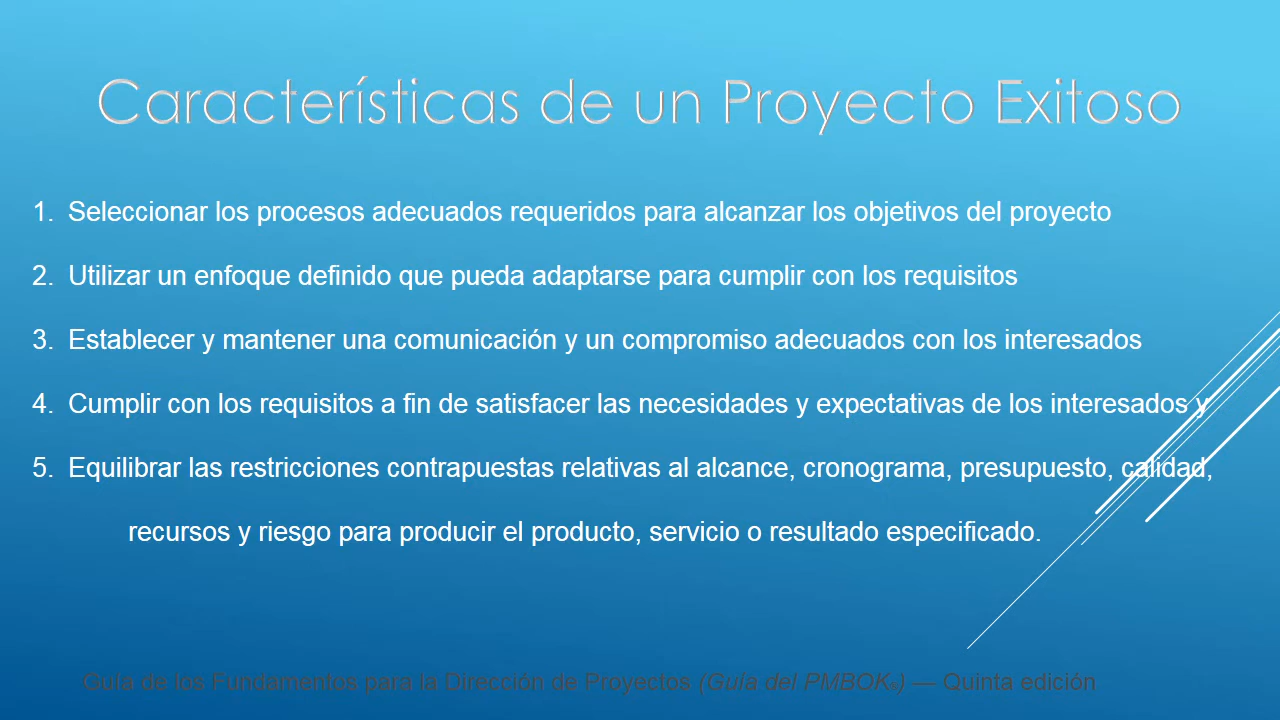 Características de un Proyecto Exitoso
1. Seleccionar los procesos adecuados requeridos para alcanzar los objetivos del proyecto
2. Utilizar un enfoque definido que pueda adaptarse para cumplir con los requisitos
3. Establecer y mantener una comunicación y un compromiso adecuados con los interesados
4. Cumplir con los requisitos a fin de satisfacer las necesidades y expectativas de los interesados y
5. Equilibrar las restricciones contrapuestas relativas al alcance, cronograma, presupuesto, calidad,
recursos y riesgo para producir el producto, servicio o resultado especificado.
Guía de los Fundamentos para la Dirección de Proyectos (Guía del PMBOK®) — Quinta edición